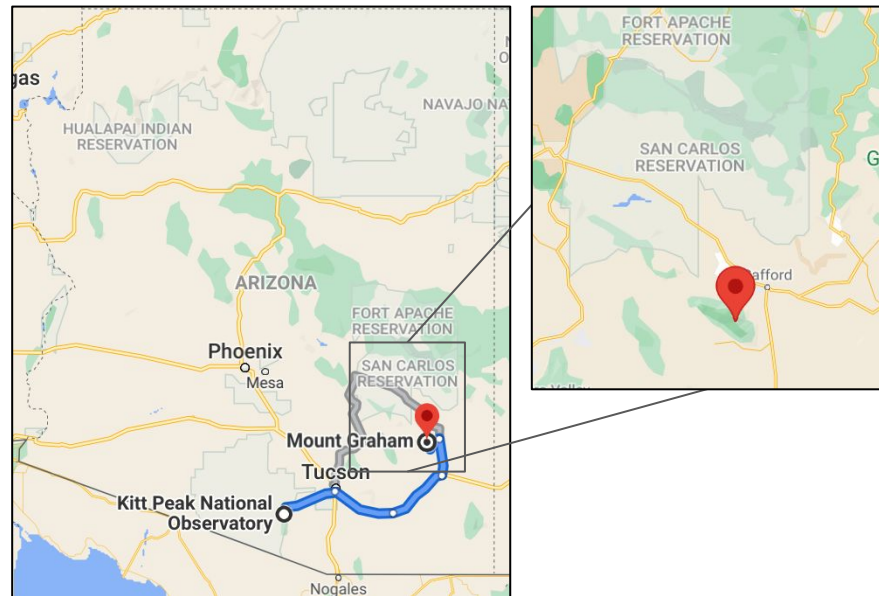 gas
HUALAPAI INDIAN
RESERVATION
NAVAJO NA
ARIZONA
FORT APACHE
RESERVATION
Phoenix
Mesa
SAN CARLOS
RESERVATION
Mount Graham
Tucson
Kitt Peak National
Observatory
Nogales
FORT APACHE
RESERVATION
SAN CARLOS
RESERVATION
G
afford